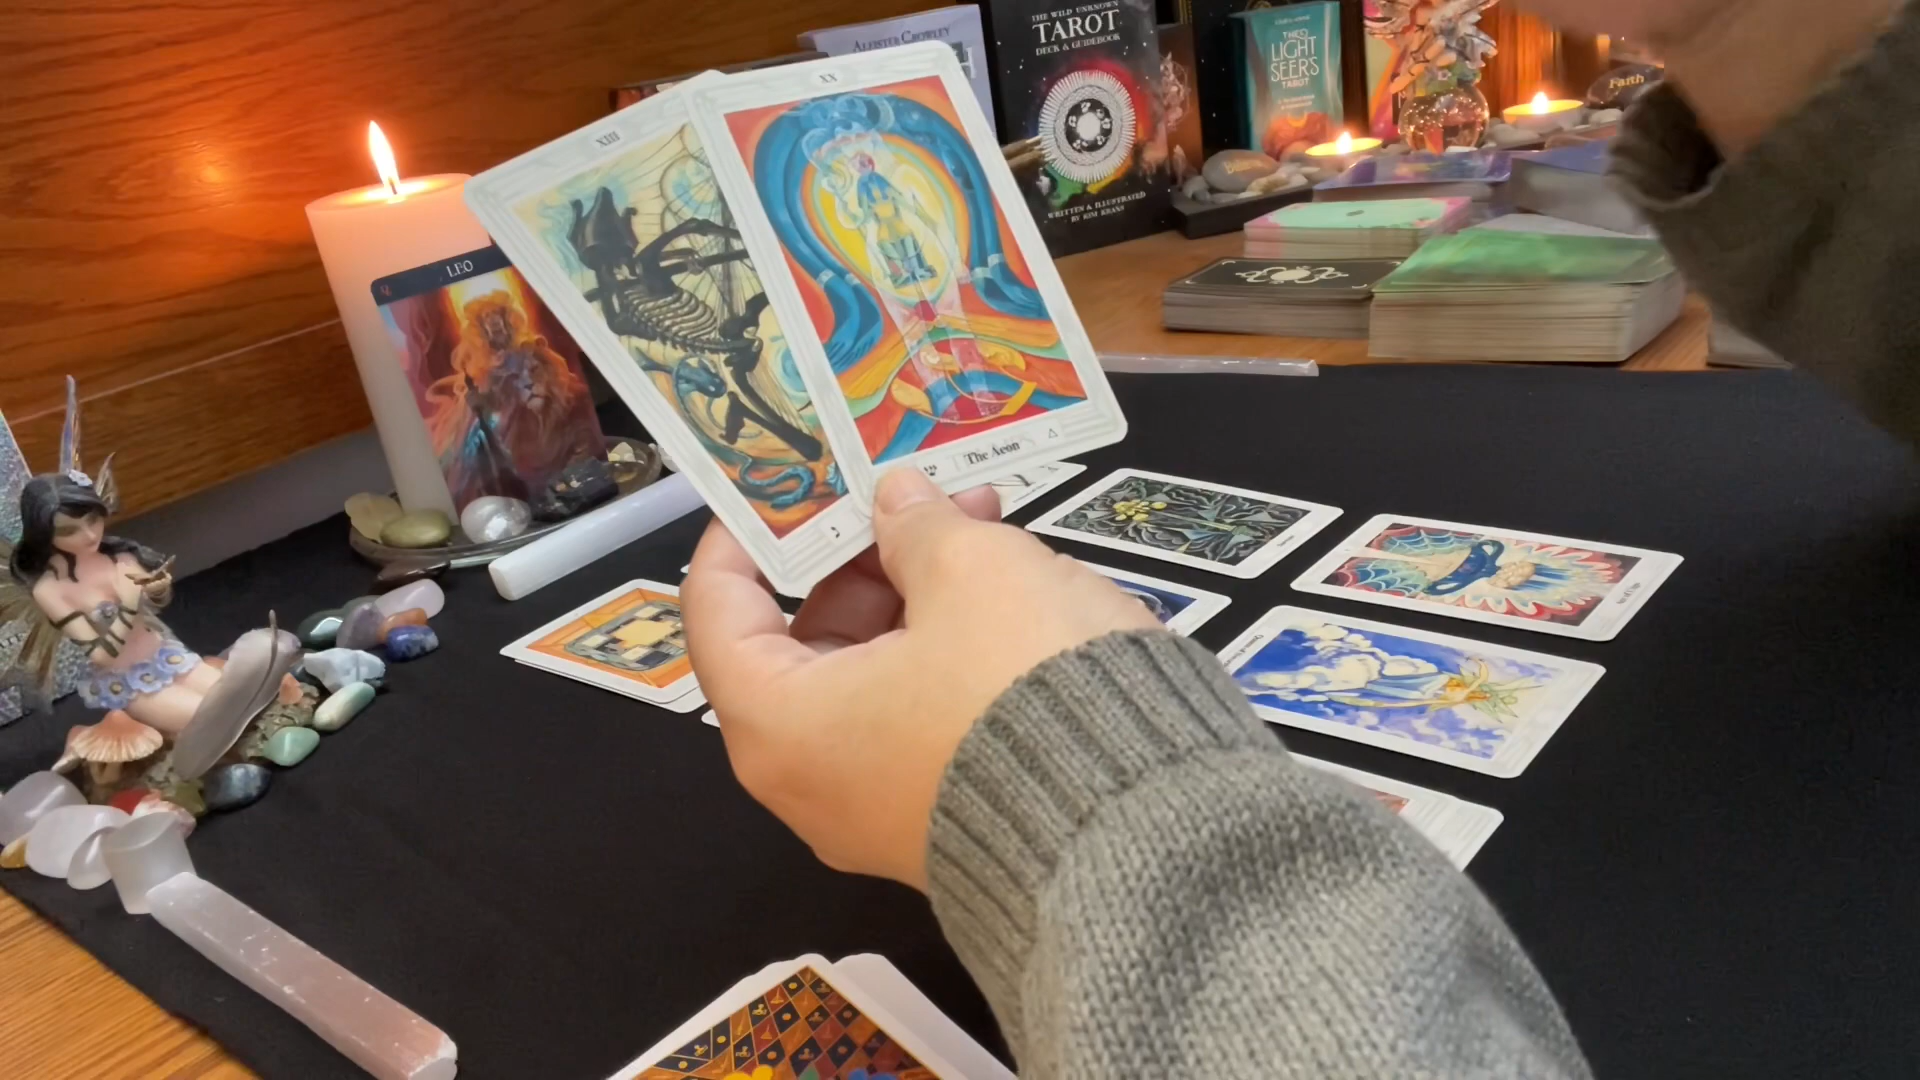 ALEISTER CROWLEY
THE WILD UNKNOWN
TAROT
DECK & GUIDEBOOK
WRITTEN & ILLUSTRATED
BY KIM KRANS
THE
LIGHT
SEER'S
TAROT
Faith
XIII
XX
The Aeon
LEO